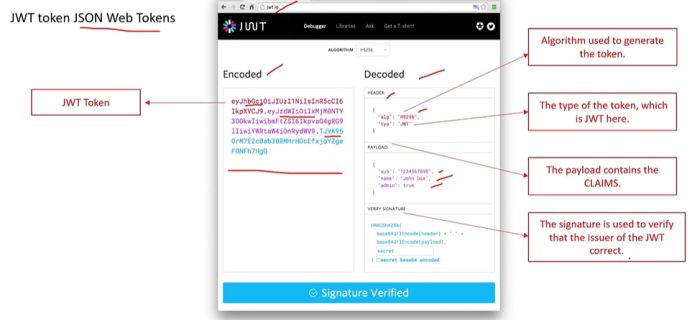 JWT token JSON Web Tokens
jwt.io
JWT
Debugger
Libraries
Ask
Get a T-shirt!
ALGORITHM
HS256
Encoded
Decoded
HEADER:
{
"alg": "HS256",
"typ": "JWT"
}
PAYLOAD:
{
"sub": "1234567890",
"name": "John Doe",
"admin": true
}
VERIFY SIGNATURE
HMACSHA256(
base64UrlEncode(header) + "." +
base64UrlEncode(payload),
secret
) secret base64 encoded
Signature Verified
JWT Token
Algorithm used to generate
the token.
The type of the token, which
is JWT here.
The payload contains the
CLAIMS.
The signature is used to verify
that the issuer of the JWT
correct.